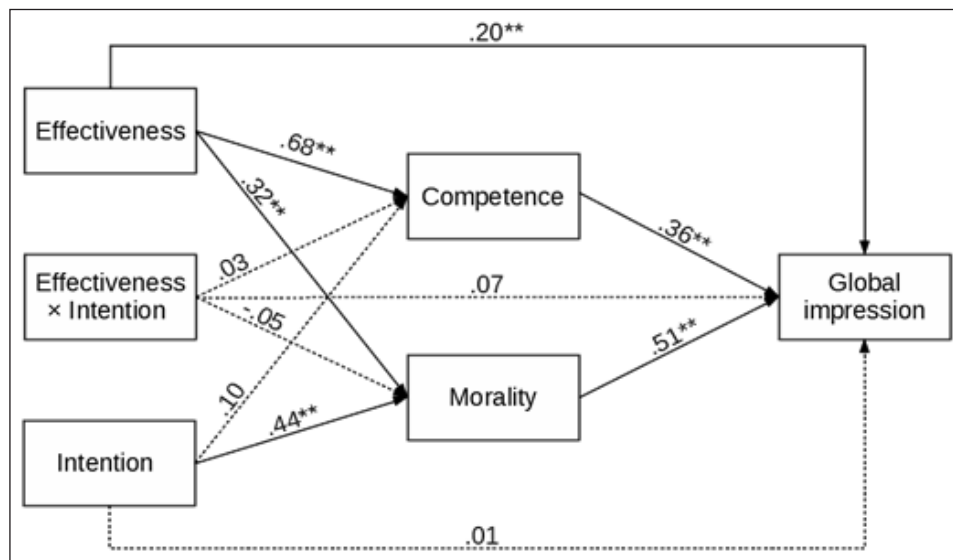 .20**
Effectiveness
.68**
.32**
Competence
.36**
.03
Effectiveness
× Intention
.07
Global
impression
-.05
.51**
.10
Morality
.44**
Intention
.01